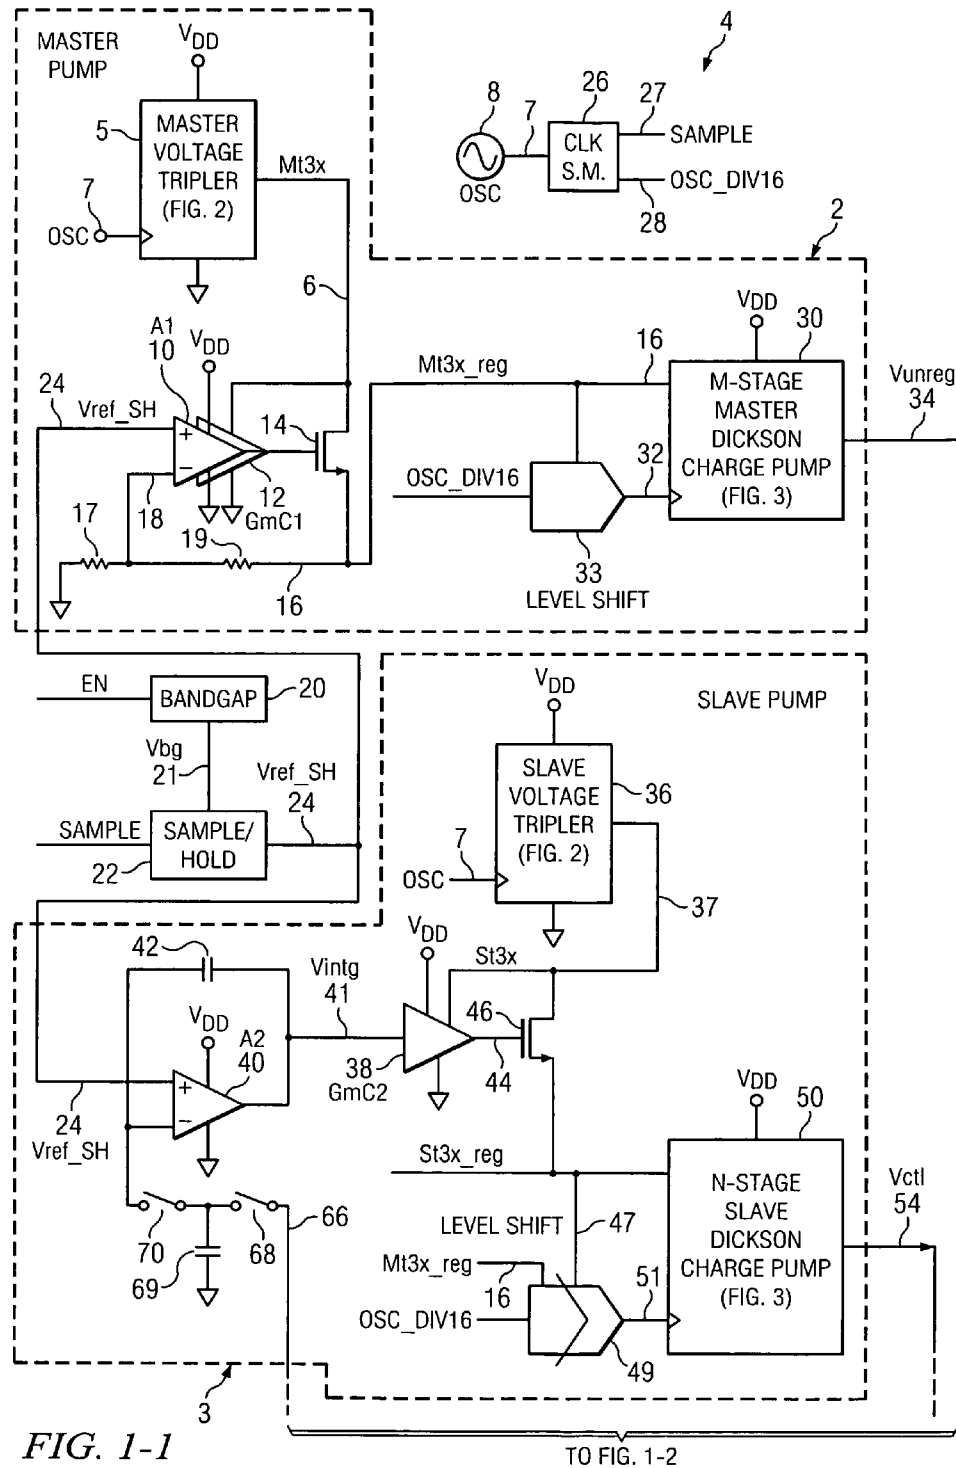 MASTER
PUMP
VDD
5
MASTER
VOLTAGE
TRIPLER
(FIG. 2)
Mt3x
7
OSC
6
4
8
7
26
27
CLK
S.M.
SAMPLE
OSC
OSC_DIV16
28
2
A1
10
VDD
24
Vref_SH
+
−
14
12
GmC1
18
17
19
16
Mt3x_reg
16
VDD
30
M-STAGE
MASTER
DICKSON
CHARGE PUMP
(FIG. 3)
Vunreg
34
OSC_DIV16
32
33
LEVEL SHIFT
EN
BANDGAP
20
Vbg
21
Vref_SH
24
SAMPLE
SAMPLE/
HOLD
22
SLAVE PUMP
VDD
SLAVE
VOLTAGE
TRIPLER
(FIG. 2)
36
7
OSC
37
42
VDD
A2
40
+
−
24
Vref_SH
Vintg
41
VDD
St3x
38
GmC2
46
44
70
68
69
66
St3x_reg
VDD
50
N-STAGE
SLAVE
DICKSON
CHARGE PUMP
(FIG. 3)
Vctl
54
LEVEL SHIFT
47
Mt3x_reg
16
OSC_DIV16
51
49
3
FIG. 1-1
TO FIG. 1-2